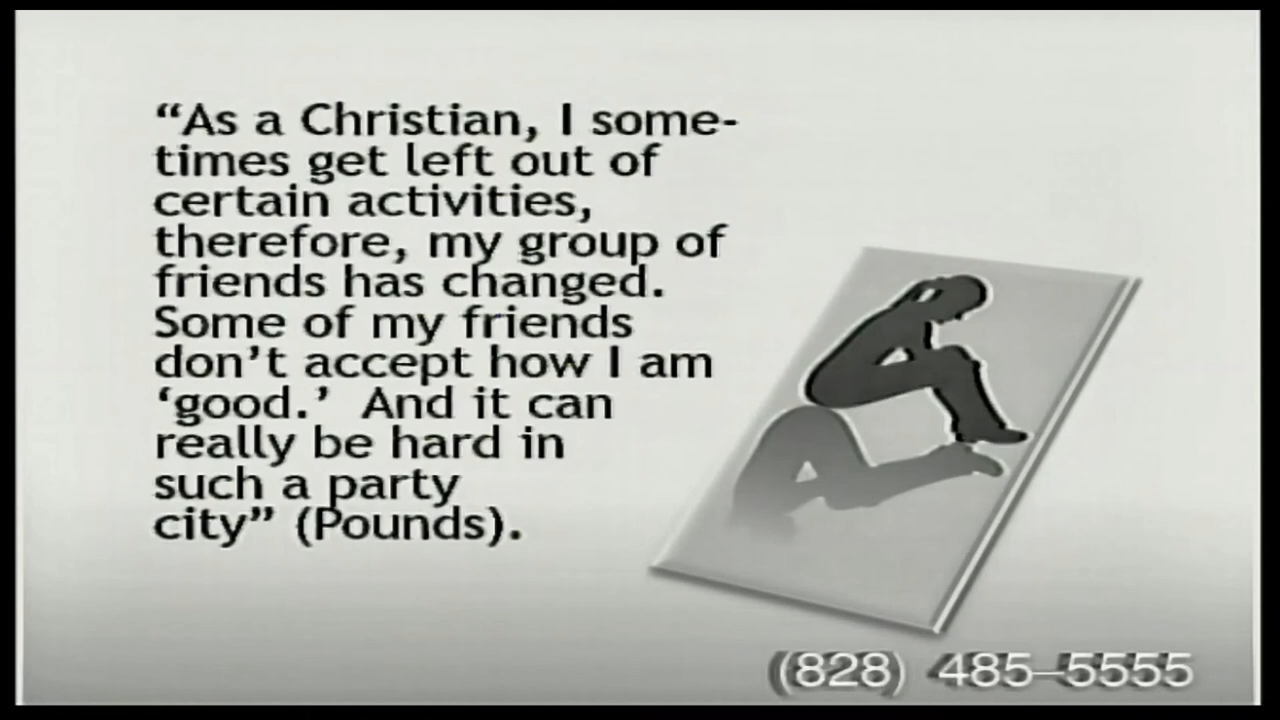 “As a Christian, I some-
times get left out of
certain activities,
therefore, my group of
friends has changed.
Some of my friends
don’t accept how I am
‘good.’  And it can
really be hard in
such a party
city” (Pounds).
(828) 485–5555